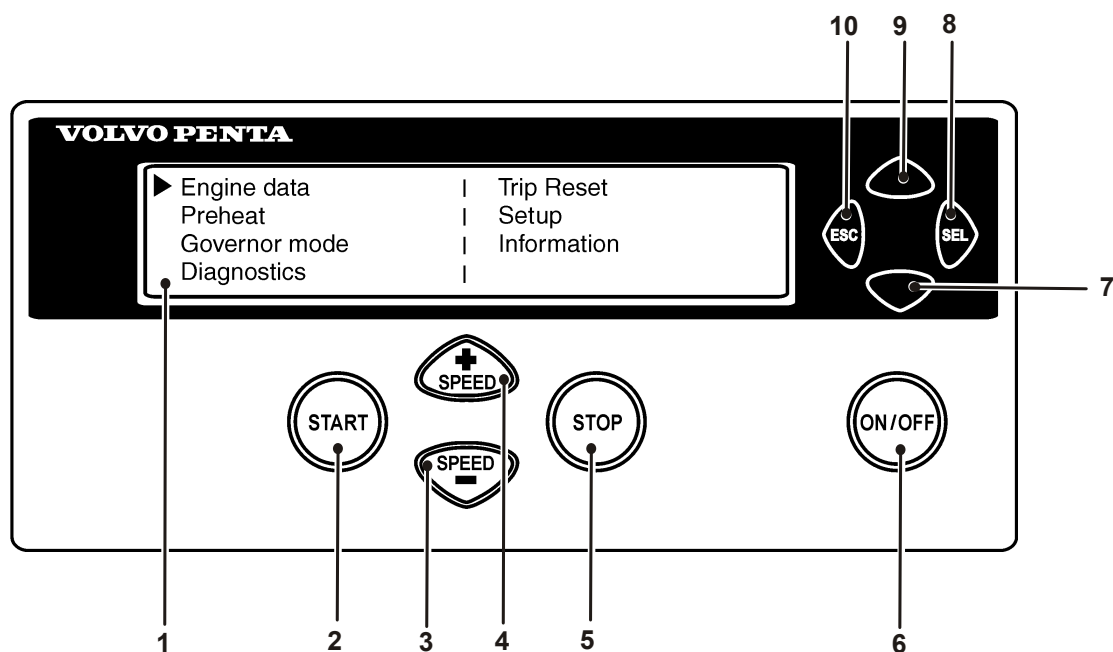 10 9 8
VOLVO PENTA
Engine data | Trip Reset
Preheat | Setup
Governor mode | Information
Diagnostics |
ESC
SEL
7
+
SPEED
START
STOP
ON/OFF
SPEED
−
1 2 3 4 5 6